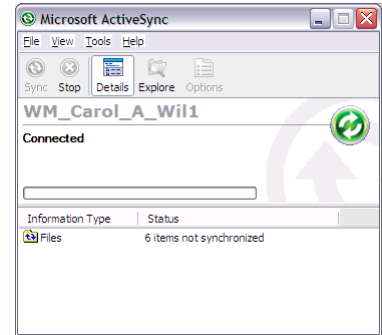 Microsoft ActiveSync
File View Tools Help
Sync Stop Details Explore Options
WM_Carol_A_Wil1
Connected
Information Type Status
Files 6 items not synchronized